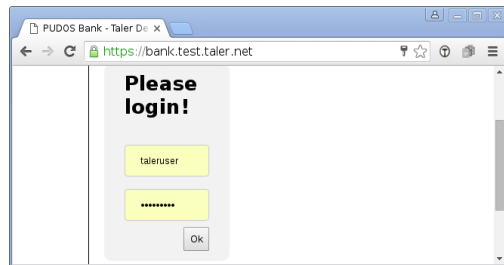 PUDOS Bank - Taler De
https://bank.test.taler.net
Please
login!
taleruser
•••••••••
Ok